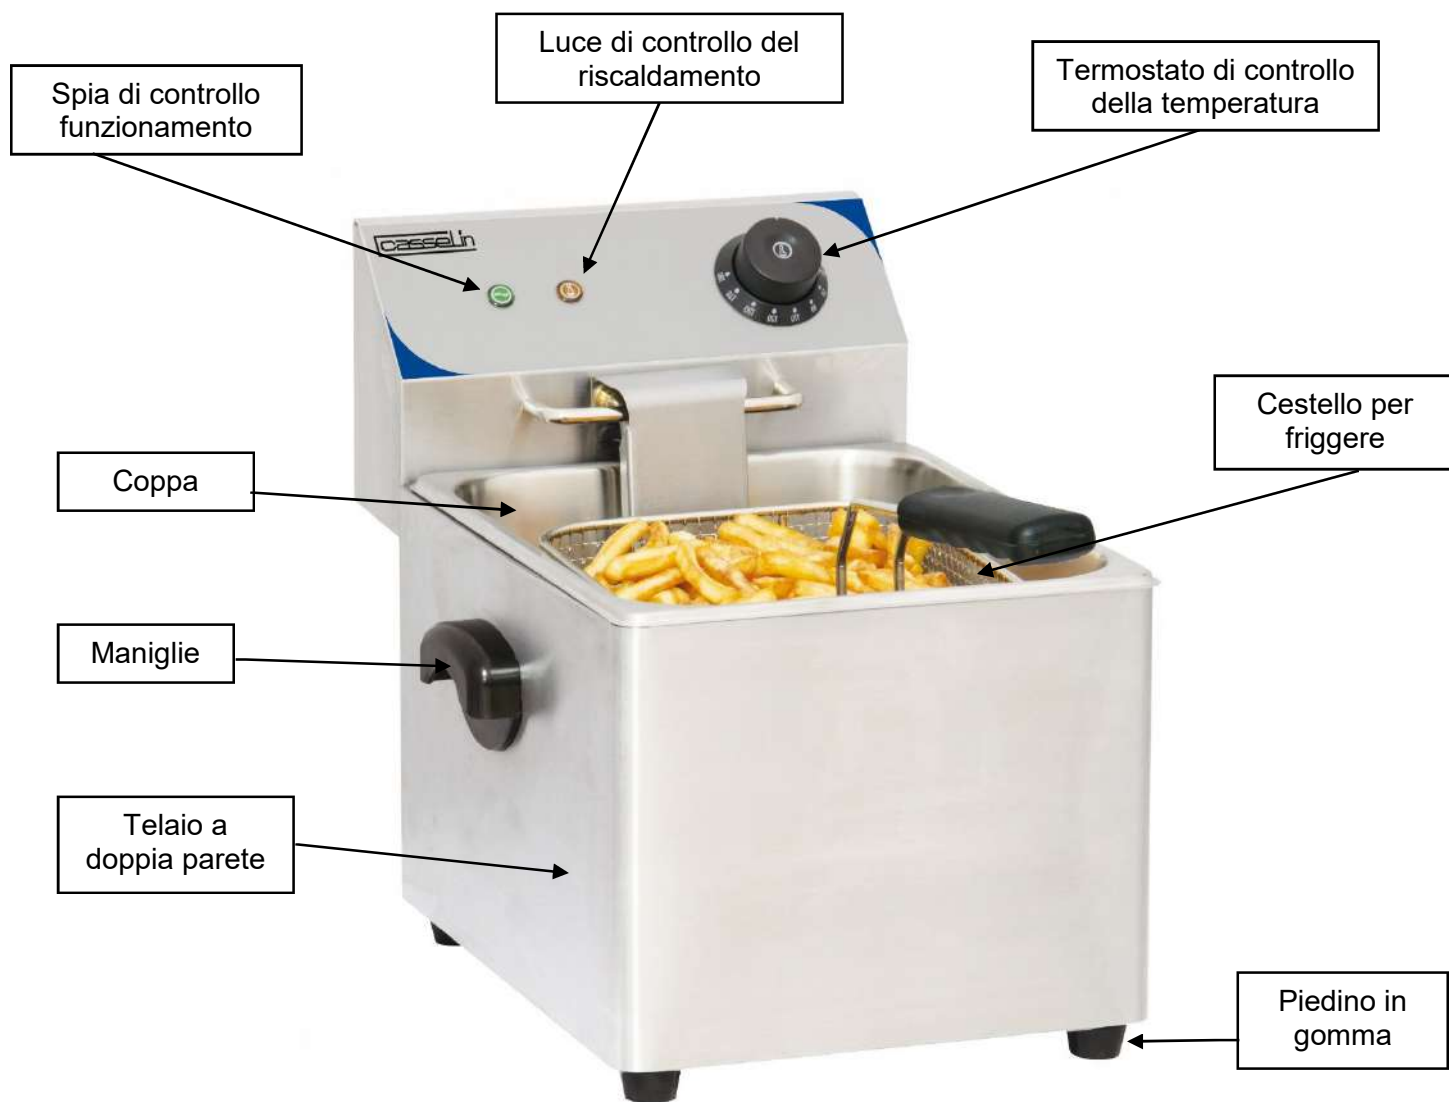 Luce di controllo del
riscaldamento
Spia di controllo
funzionamento
Termostato di controllo
della temperatura
casselin
Cestello per
friggere
Coppa
Maniglie
Telaio a
doppia parete
Piedino in
gomma